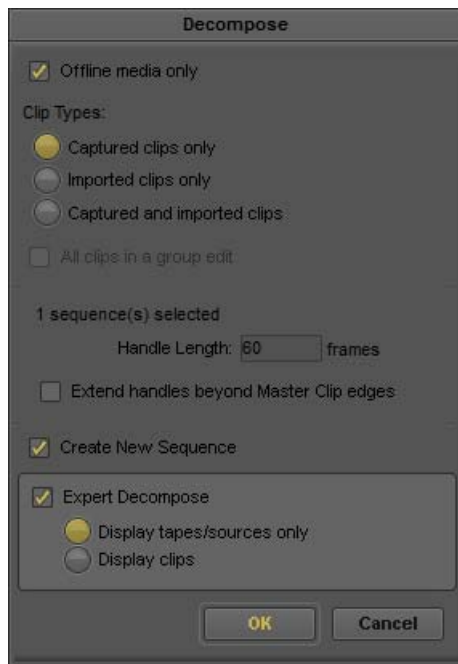 Decompose
Offline media only
Clip Types:
Captured clips only
Imported clips only
Captured and imported clips
All clips in a group edit
1 sequence(s) selected
Handle Length: 60 frames
Extend handles beyond Master Clip edges
Create New Sequence
Expert Decompose
Display tapes/sources only
Display clips
OK Cancel